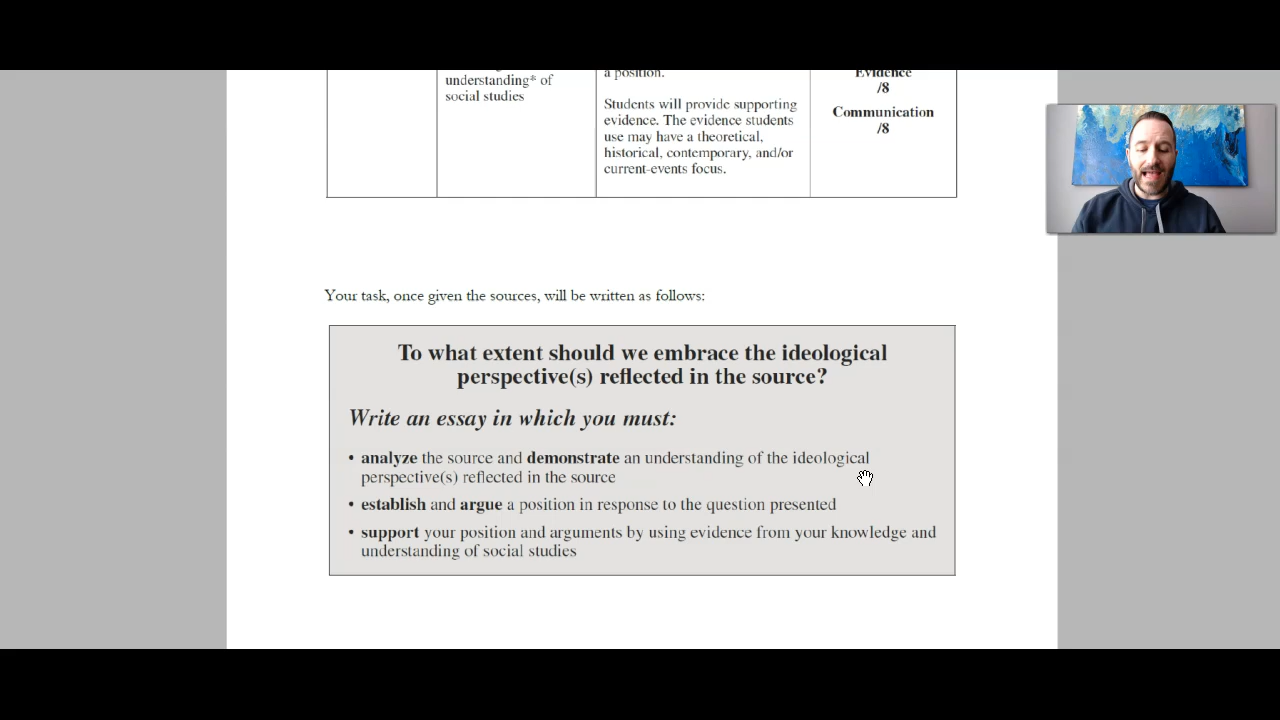 understanding* of
social studies
a position.
Students will provide supporting
evidence. The evidence students
use may have a theoretical,
historical, contemporary, and/or
current-events focus.
Evidence
/8
Communication
/8
Your task, once given the sources, will be written as follows:
To what extent should we embrace the ideological
perspective(s) reflected in the source?
Write an essay in which you must:
• analyze the source and demonstrate an understanding of the ideological
perspective(s) reflected in the source
• establish and argue a position in response to the question presented
• support your position and arguments by using evidence from your knowledge and
understanding of social studies